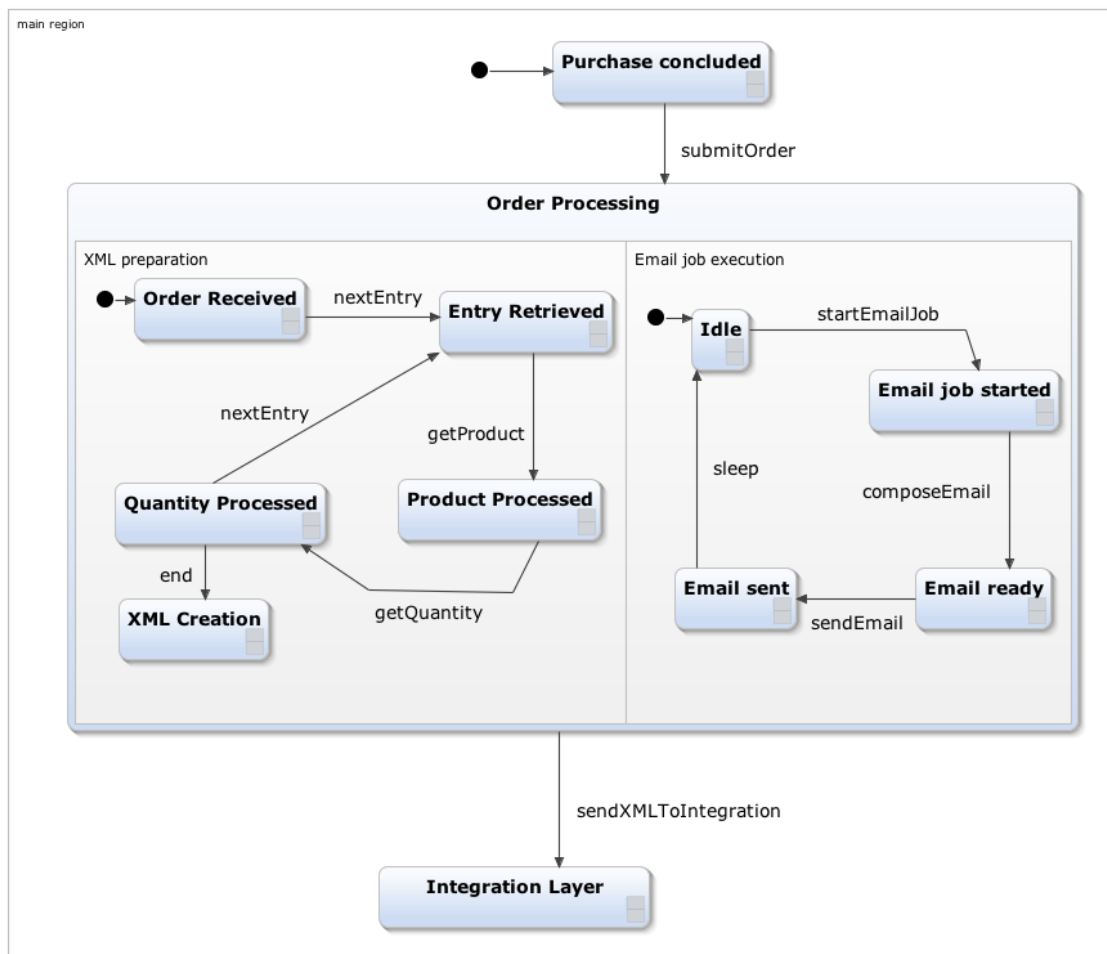 main region
Purchase concluded
submitOrder
Order Processing
XML preparation
Order Received
nextEntry
Entry Retrieved
nextEntry
getProduct
Quantity Processed
Product Processed
end
getQuantity
XML Creation
Email job execution
Idle
startEmailJob
Email job started
sleep
composeEmail
Email sent
Email ready
sendEmail
sendXMLToIntegration
Integration Layer